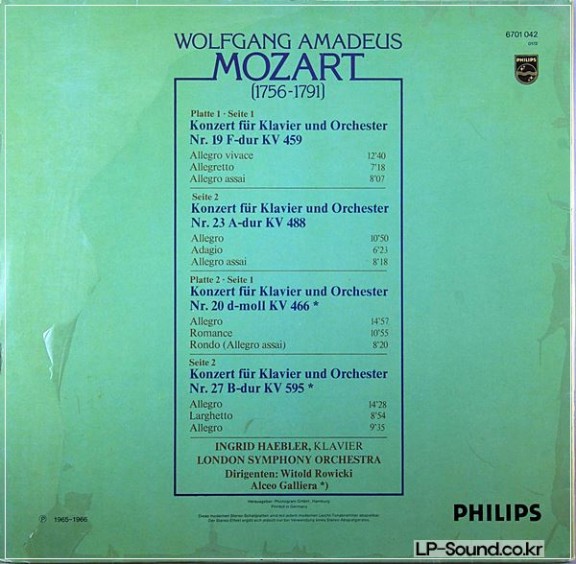 WOLFGANG AMADEUS
MOZART
(1756-1791)
6701 042
PHILIPS
Platte 1 · Seite 1
Konzert für Klavier und Orchester
Nr. 19 F-dur KV 459
Allegro vivace 12'40
Allegretto 7'18
Allegro assai 8'07
Seite 2
Konzert für Klavier und Orchester
Nr. 23 A-dur KV 488
Allegro 10'50
Adagio 6'23
Allegro assai 8'18
Platte 2 · Seite 1
Konzert für Klavier und Orchester
Nr. 20 d-moll KV 466 *
Allegro 14'57
Romance 10'55
Rondo (Allegro assai) 8'20
Seite 2
Konzert für Klavier und Orchester
Nr. 27 B-dur KV 595 *
Allegro 14'28
Larghetto 8'54
Allegro 9'35
INGRID HAEBLER, KLAVIER
LONDON SYMPHONY ORCHESTRA
Dirigenten: Witold Rowicki
Alceo Galliera *)
Herausgeber: Phonogram GmbH, Hamburg
Printed in Germany
℗ 1965-1966
PHILIPS
LP-Sound.co.kr